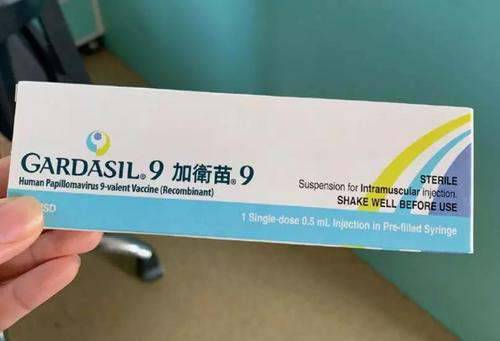 GARDASIL®9 加衛苗®9
Human Papillomavirus 9-valent Vaccine (Recombinant)
STERILE
Suspension for Intramuscular injection.
SHAKE WELL BEFORE USE
1 Single-dose 0.5 mL Injection in Pre-filled Syringe